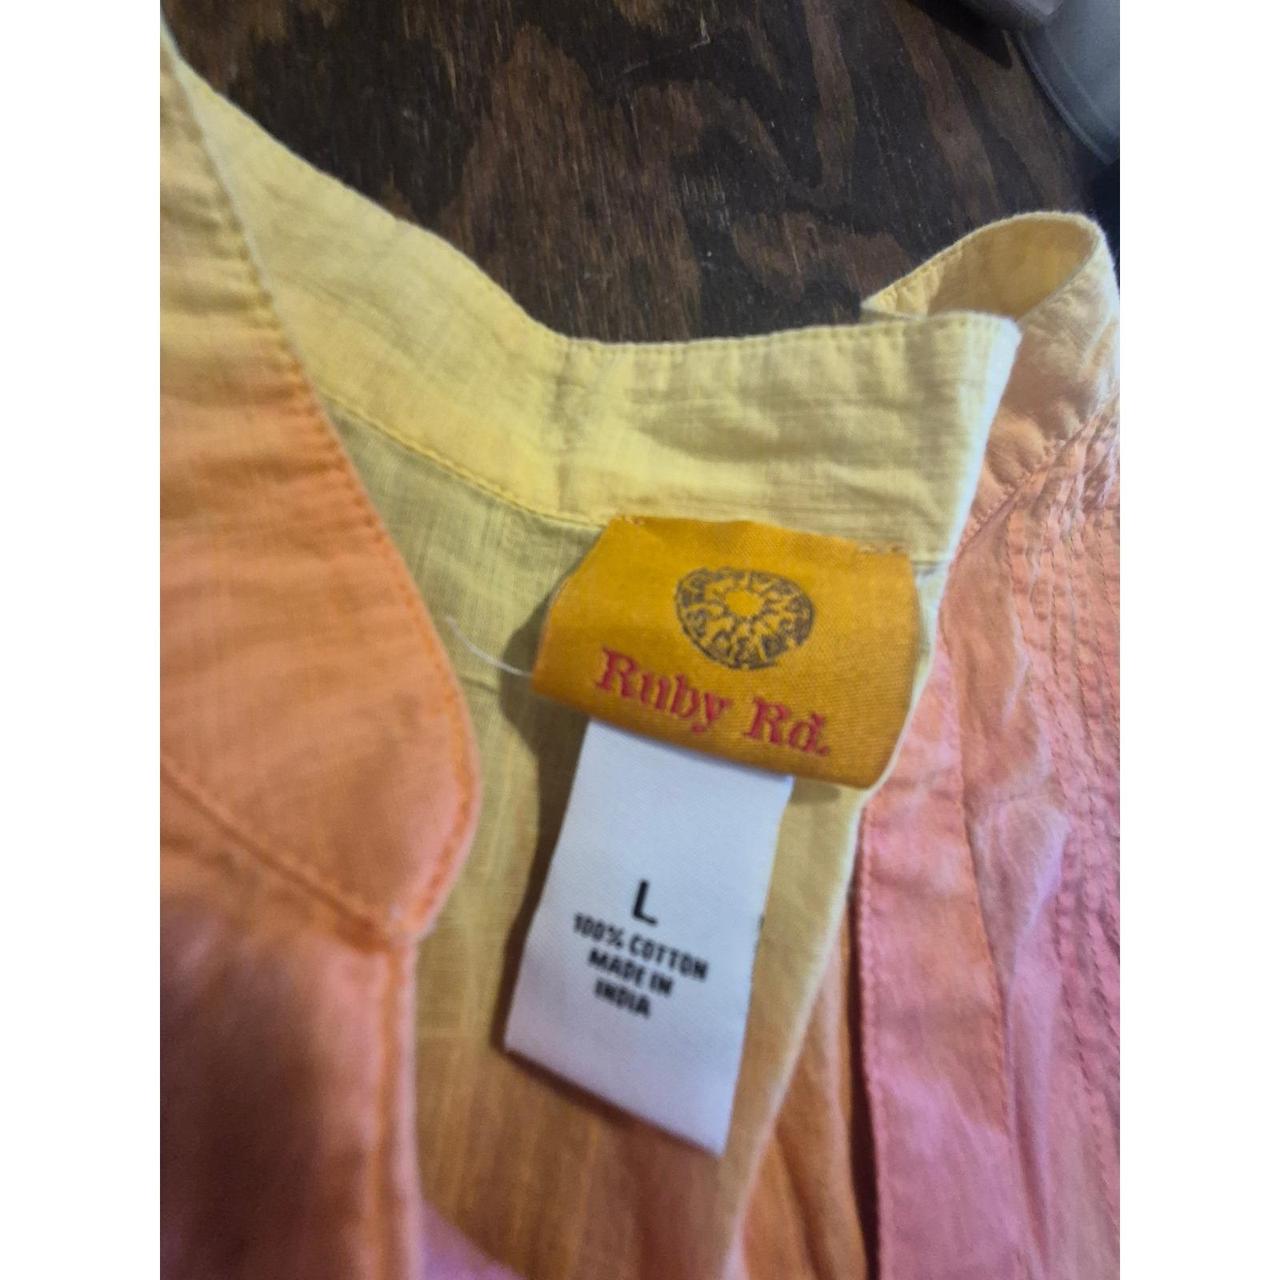 Ruby Rd.
L
100% COTTON
MADE IN
INDIA